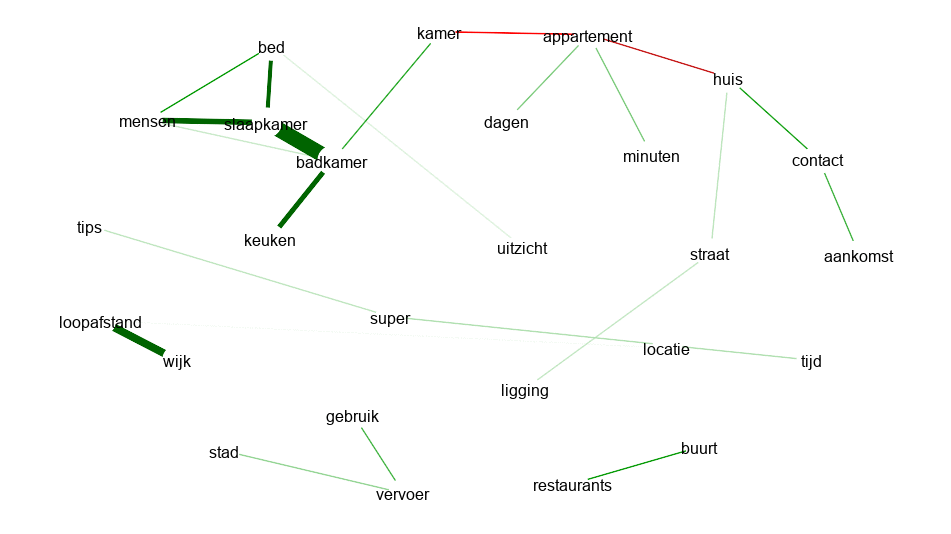 kamer
appartement
bed
huis
mensen
slaapkamer
dagen
badkamer
minuten
contact
tips
keuken
uitzicht
straat
aankomst
loopafstand
super
locatie
wijk
tijd
ligging
gebruik
stad
buurt
restaurants
vervoer